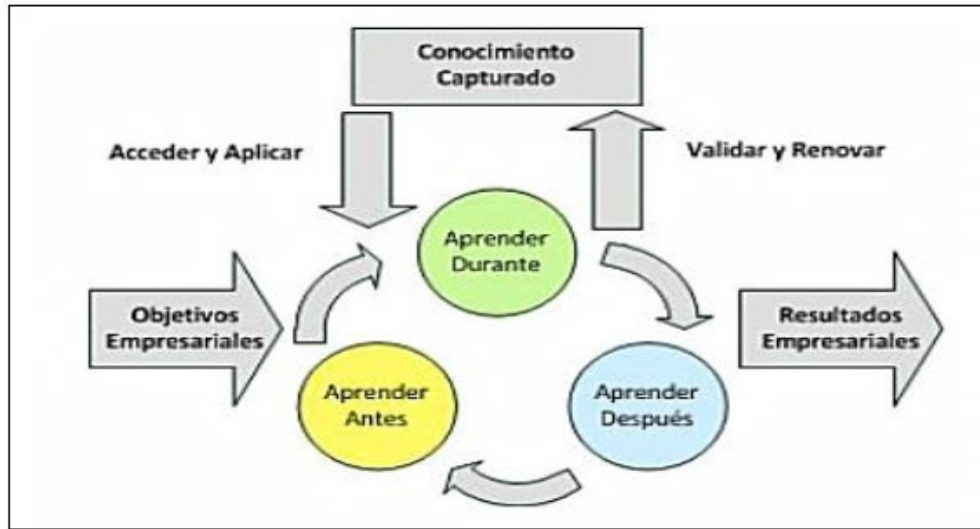 Conocimiento
Capturado
Acceder y Aplicar
Validar y Renovar
Aprender
Durante
Objetivos
Empresariales
Resultados
Empresariales
Aprender
Antes
Aprender
Después